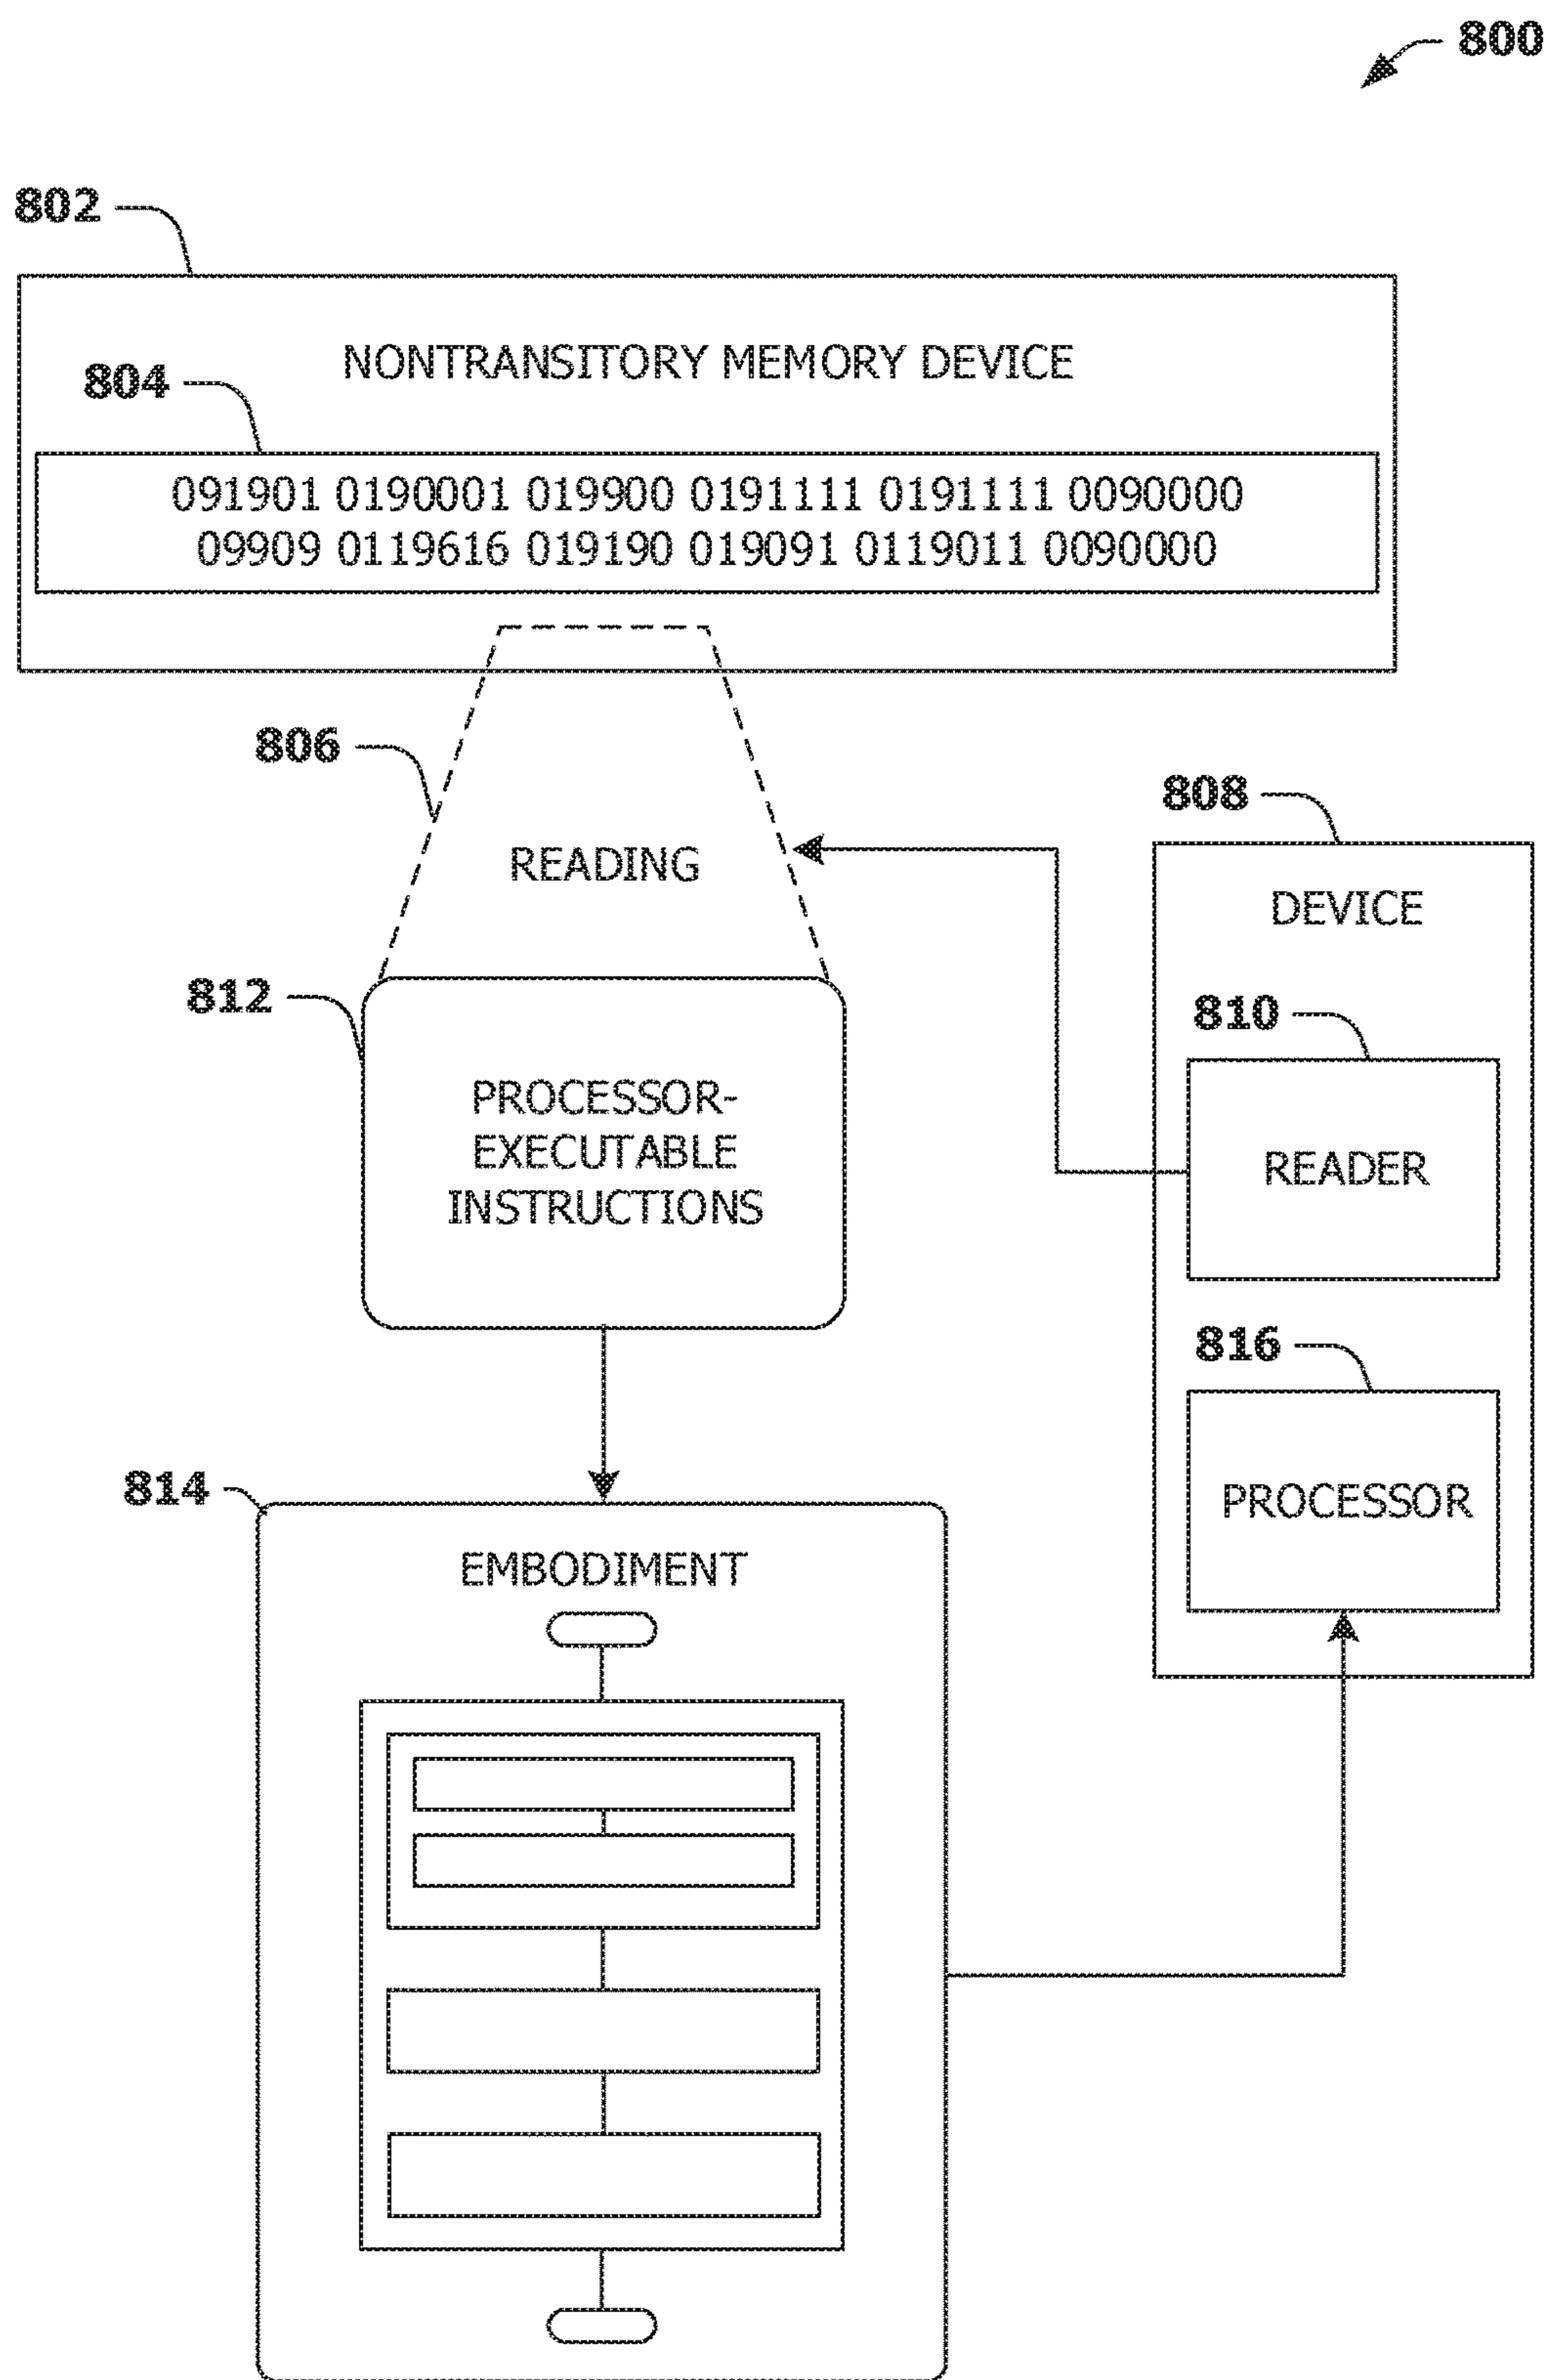 800
802
NONTRANSITORY MEMORY DEVICE
804
091901 0190001 019900 0191111 0191111 0090000
09909 0119616 019190 019091 0119011 0090000
806
READING
808
DEVICE
812
PROCESSOR-
EXECUTABLE
INSTRUCTIONS
810
READER
816
PROCESSOR
814
EMBODIMENT